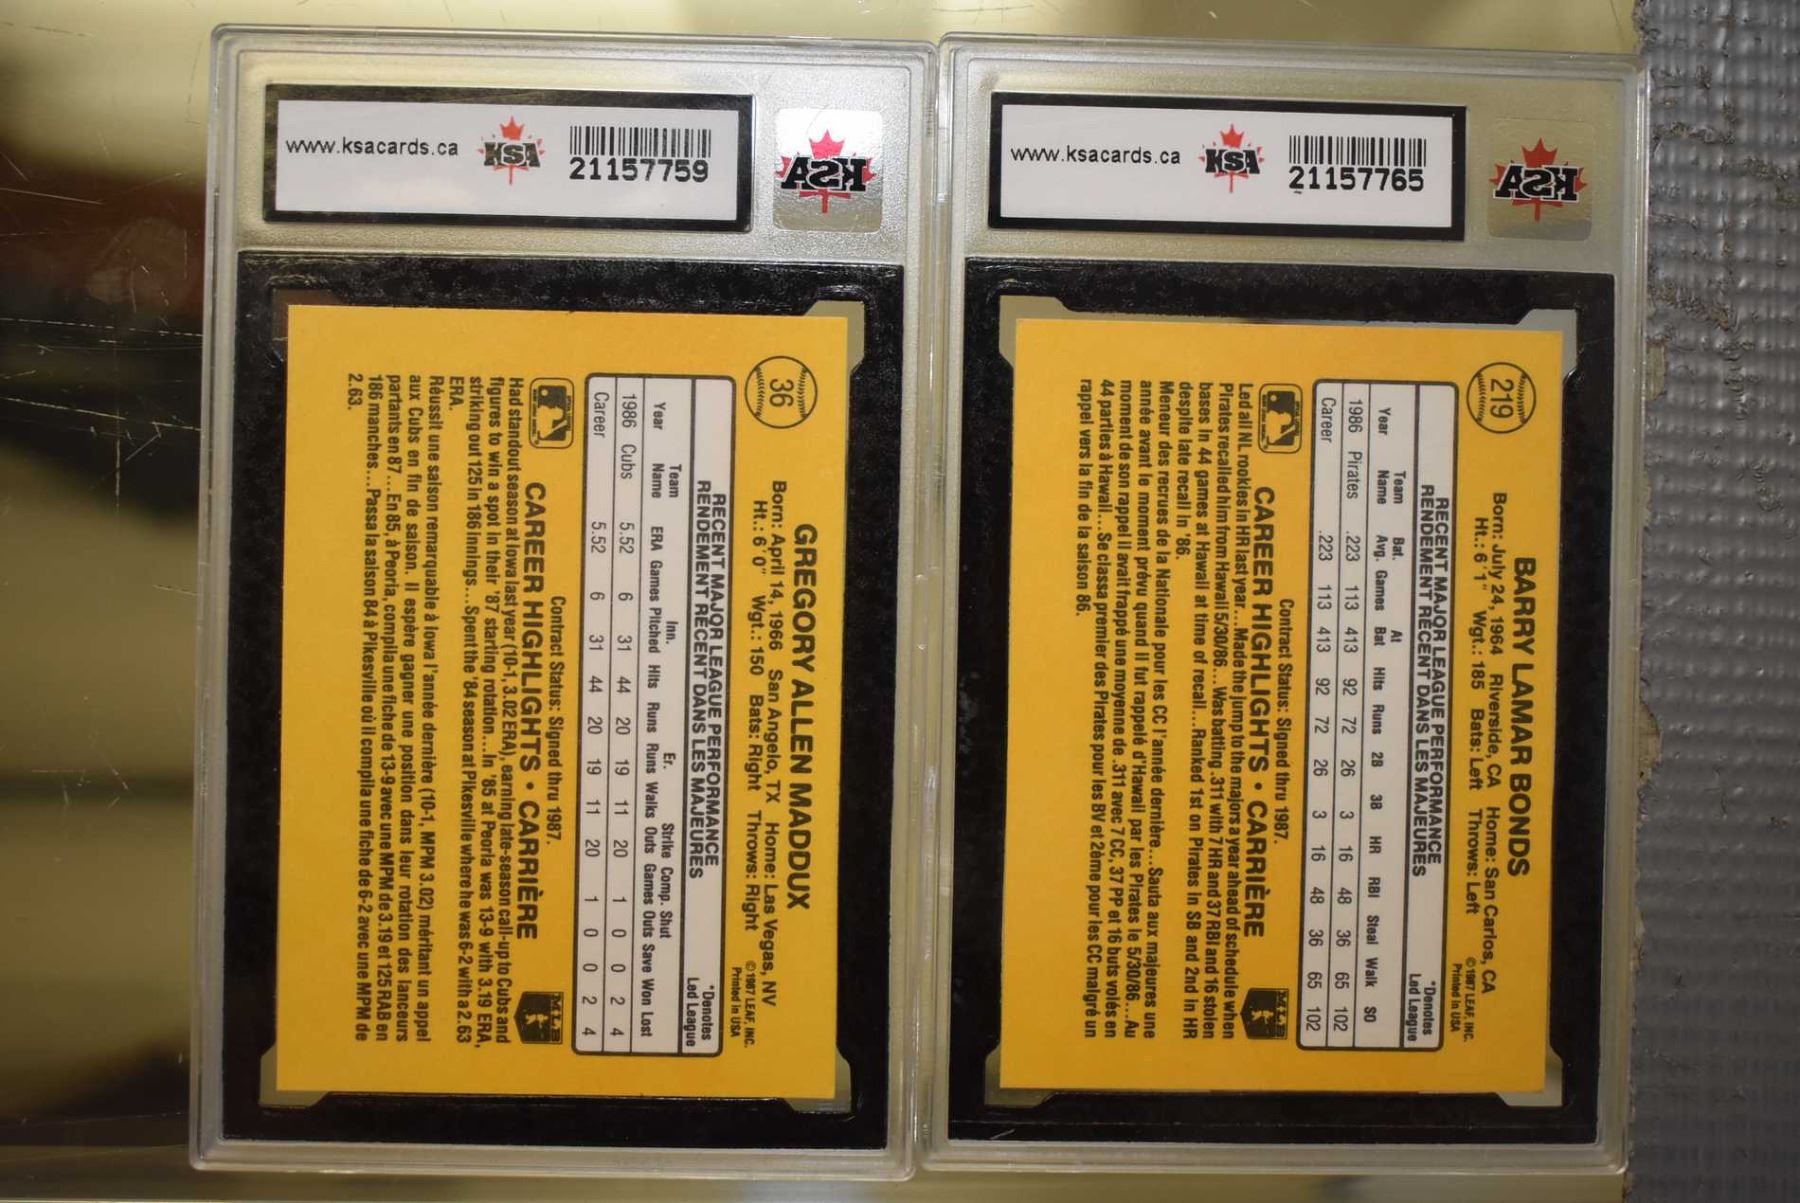 www.ksacards.ca
KSA
21157759
KSA
36
GREGORY ALLEN MADDUX
Born: April 14, 1966 San Angelo, TX Home: Las Vegas, NV
Ht.: 6'0" Wgt.: 150 Bats: Right Throws: Right
©1987 LEAF, INC.
Printed in USA
RECENT MAJOR LEAGUE PERFORMANCE
RENDEMENT RÉCENT DANS LES MAJEURES
*Denotes
Led League
Team Inn. Er. Strike Comp. Shut
Year Name ERA Games Pitched Hits Runs Runs Walks Outs Games Outs Save Won Lost
1986 Cubs 5.52 6 31 44 20 19 11 20 1 0 0 2 4
Career 5.52 6 31 44 20 19 11 20 1 0 0 2 4
Contract Status: Signed thru 1987.
CAREER HIGHLIGHTS • CARRIÈRE
MLB
Had standout season at Iowa last year (10-1, 3.02 ERA), earning late-season call-up to Cubs and
figures to win a spot in their '87 starting rotation...In '85 at Peoria was 13-9 with 3.19 ERA,
striking out 125 in 186 innings...Spent the '84 season at Pikesville where he was 6-2 with a 2.63
ERA.
Réussit une saison remarquable à Iowa l'année dernière (10-1, MPM 3.02) méritant un appel
aux Cubs en fin de saison. Il espère gagner une position dans leur rotation des lanceurs
partants en 87... En 85, à Peoria, compila une fiche de 13-9 avec une MPM de 3.19 et 125 RAB en
186 manches...Passa la saison 84 à Pikesville où il compila une fiche de 6-2 avec une MPM de
2.63.
www.ksacards.ca
KSA
21157765
KSA
219
BARRY LAMAR BONDS
Born: July 24, 1964 Riverside, CA Home: San Carlos, CA
Ht.: 6'1" Wgt.: 185 Bats: Left Throws: Left
©1987 LEAF, INC.
Printed in USA
RECENT MAJOR LEAGUE PERFORMANCE
RENDEMENT RÉCENT DANS LES MAJEURES
*Denotes
Led League
Team Bat. At
Year Name Avg. Games Bat Hits Runs 2B 3B HR RBI Steal Walk SO
1986 Pirates .223 113 413 92 72 26 3 16 48 36 65 102
Career .223 113 413 92 72 26 3 16 48 36 65 102
Contract Status: Signed thru 1987.
CAREER HIGHLIGHTS • CARRIÈRE
MLB
Led all NL rookies in HR last year...Made the jump to the majors a year ahead of schedule when
Pirates recalled him from Hawaii 5/30/86...Was batting .311 with 7 HR and 37 RBI and 16 stolen
bases in 44 games at Hawaii at time of recall...Ranked 1st on Pirates in SB and 2nd in HR
despite late recall in '86.
Meneur des recrues de la Nationale pour les CC l'année dernière...Sauta aux majeures une
année avant le moment prévu quand il fut rappelé d'Hawaii par les Pirates le 5/30/86...Au
moment de son rappel il avait frappé une moyenne de .311 avec 7 CC, 37 PP et 16 buts volés en
44 parties à Hawaii...Se classa premier des Pirates pour les BV et 2ème pour les CC malgré un
rappel vers la fin de la saison 86.